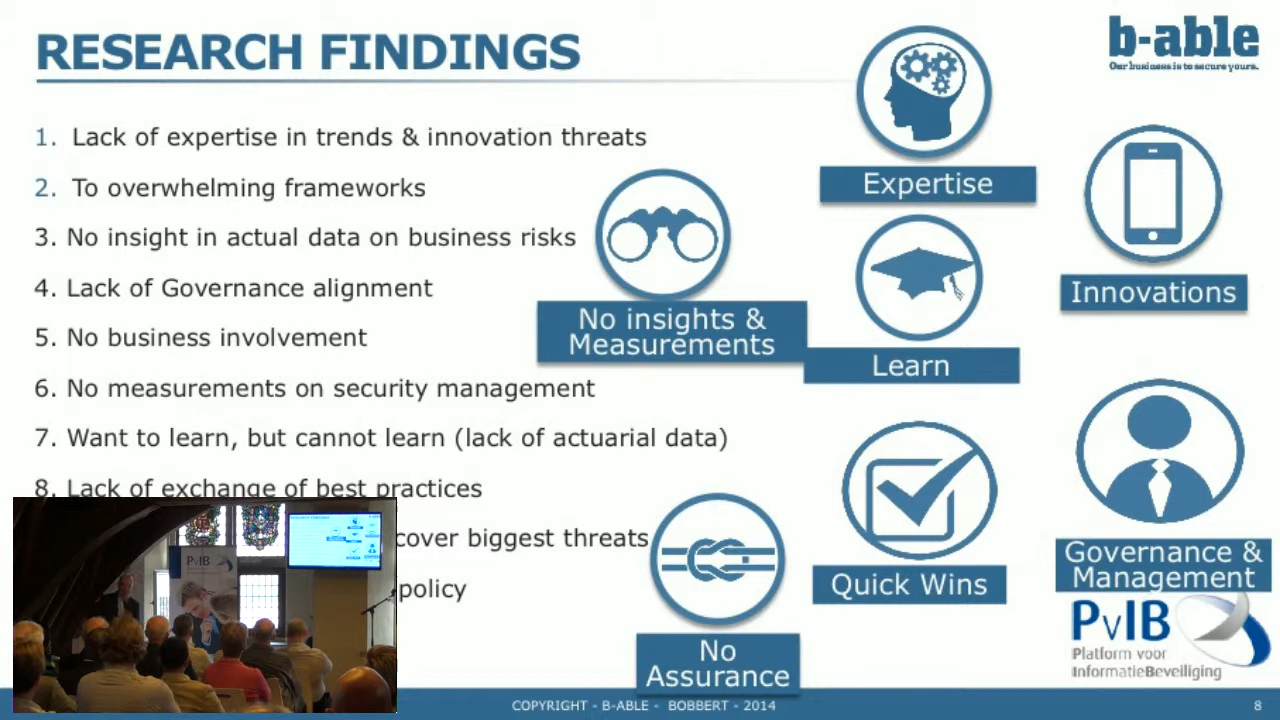 RESEARCH FINDINGS
b-able
Our business is to secure yours.
1. Lack of expertise in trends & innovation threats
2. To overwhelming frameworks
3. No insight in actual data on business risks
4. Lack of Governance alignment
5. No business involvement
6. No measurements on security management
7. Want to learn, but cannot learn (lack of actuarial data)
8. Lack of exchange of best practices
cover biggest threats
policy
Expertise
Innovations
No insights &
Measurements
Learn
Quick Wins
Governance &
Management
No
Assurance
PvIB
Platform voor
InformatieBeveiliging
RESEARCH FINDINGS
PvIB
COPYRIGHT - B-ABLE - BOBBERT - 2014
8